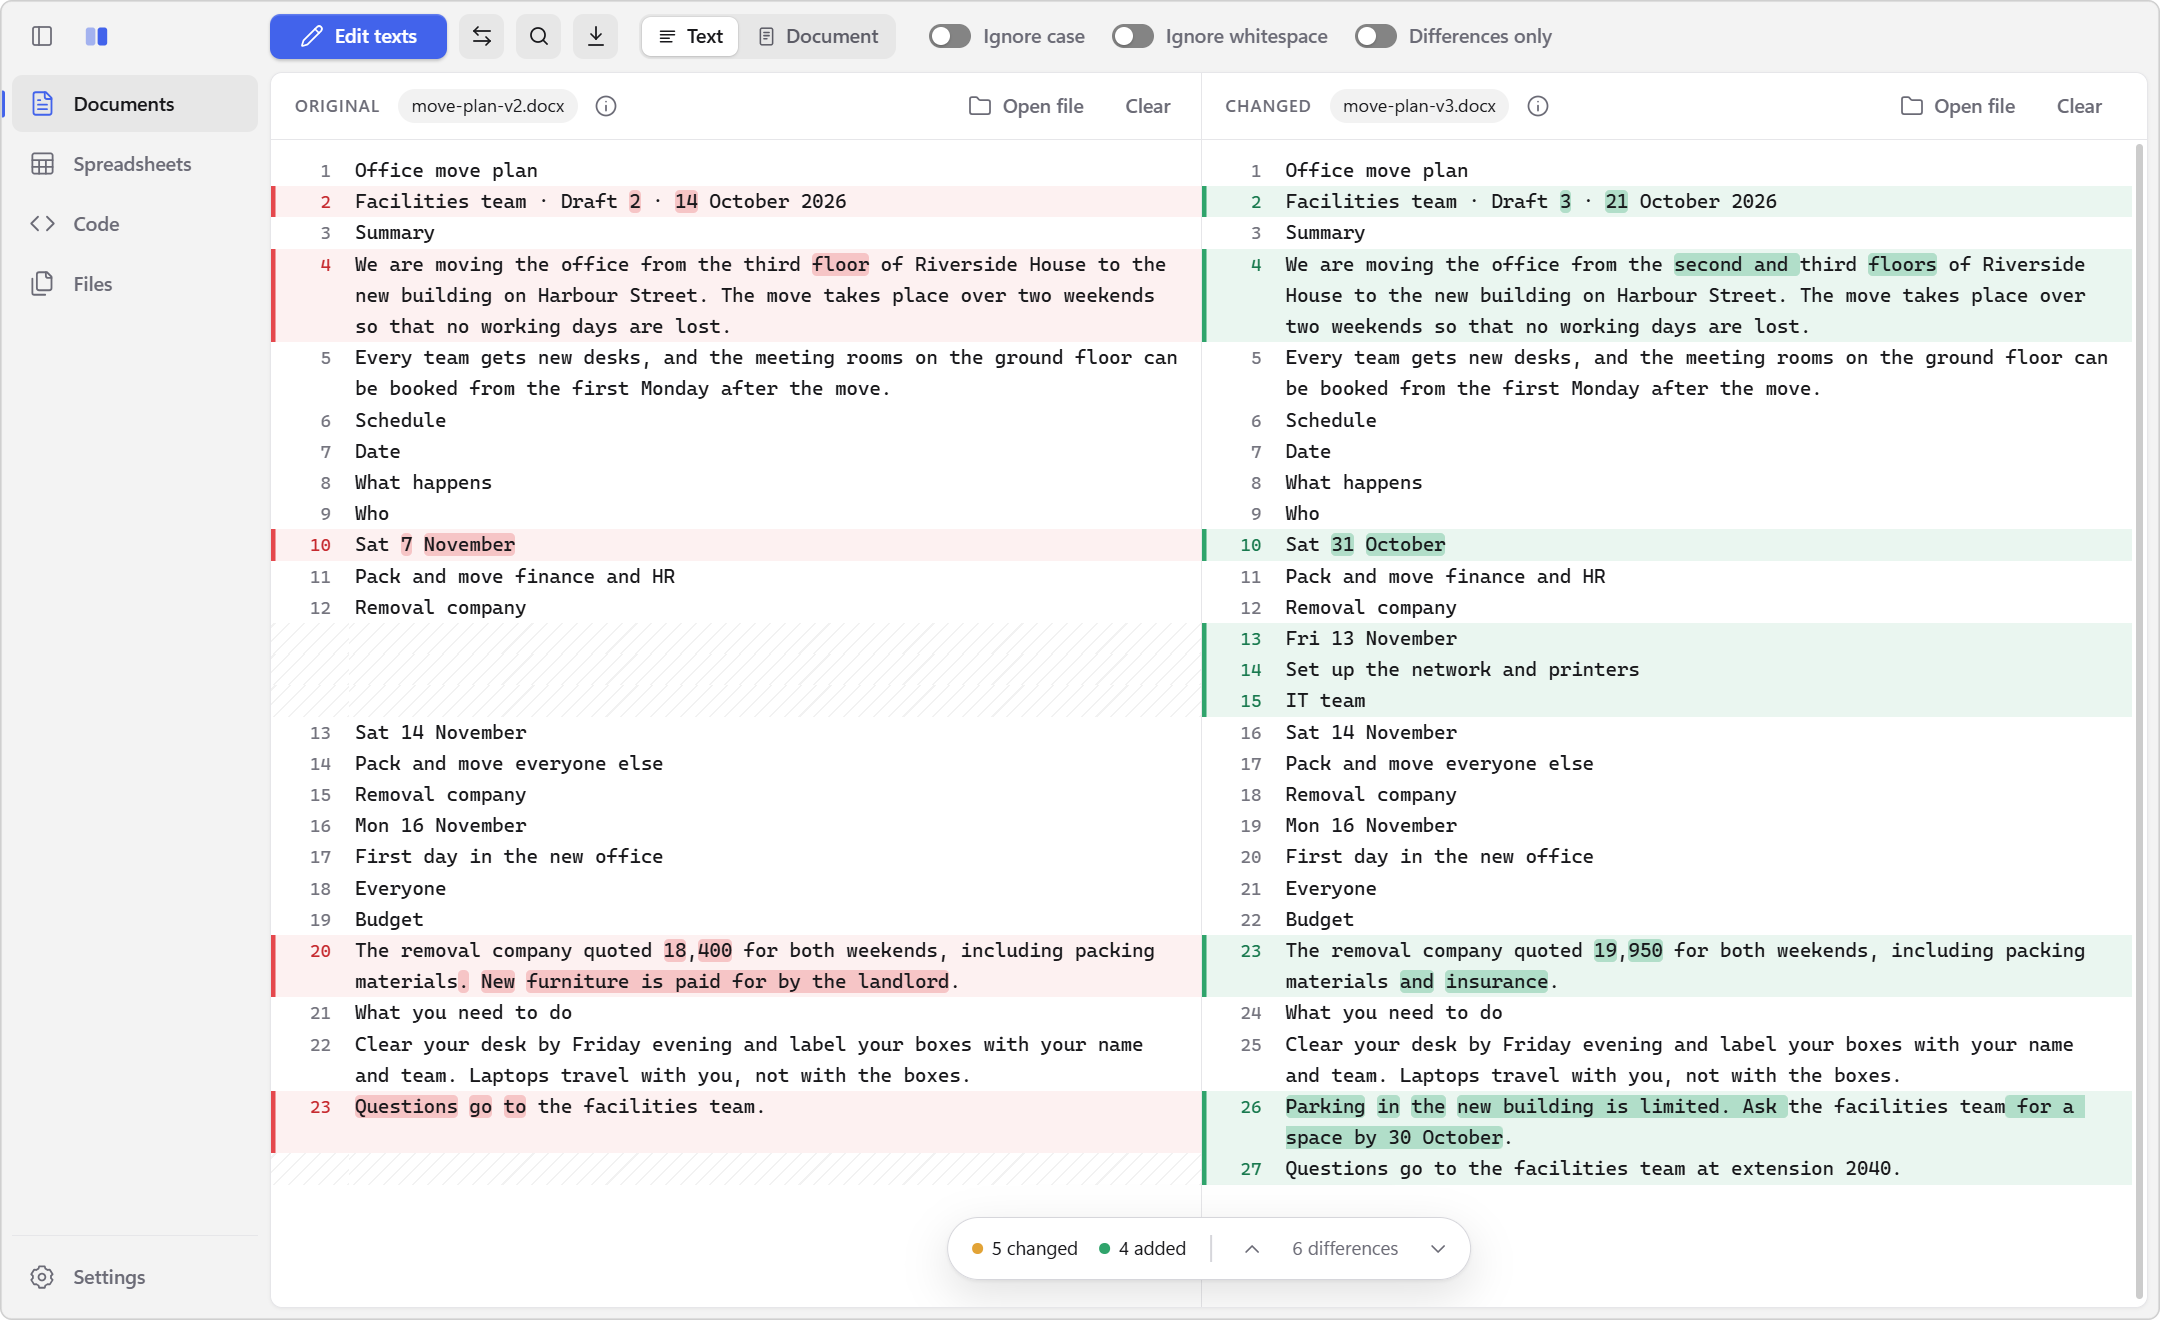 Edit texts
Text
Document
Ignore case
Ignore whitespace
Differences only
Documents
Spreadsheets
Code
Files
Settings
ORIGINAL
move-plan-v2.docx
Open file
Clear
1 Office move plan
2 Facilities team · Draft 2 · 14 October 2026
3 Summary
4 We are moving the office from the third floor of Riverside House to the
new building on Harbour Street. The move takes place over two weekends
so that no working days are lost.
5 Every team gets new desks, and the meeting rooms on the ground floor can
be booked from the first Monday after the move.
6 Schedule
7 Date
8 What happens
9 Who
10 Sat 7 November
11 Pack and move finance and HR
12 Removal company
13 Sat 14 November
14 Pack and move everyone else
15 Removal company
16 Mon 16 November
17 First day in the new office
18 Everyone
19 Budget
20 The removal company quoted 18,400 for both weekends, including packing
materials. New furniture is paid for by the landlord.
21 What you need to do
22 Clear your desk by Friday evening and label your boxes with your name
and team. Laptops travel with you, not with the boxes.
23 Questions go to the facilities team.
CHANGED
move-plan-v3.docx
Open file
Clear
1 Office move plan
2 Facilities team · Draft 3 · 21 October 2026
3 Summary
4 We are moving the office from the second and third floors of Riverside
House to the new building on Harbour Street. The move takes place over
two weekends so that no working days are lost.
5 Every team gets new desks, and the meeting rooms on the ground floor can
be booked from the first Monday after the move.
6 Schedule
7 Date
8 What happens
9 Who
10 Sat 31 October
11 Pack and move finance and HR
12 Removal company
13 Fri 13 November
14 Set up the network and printers
15 IT team
16 Sat 14 November
17 Pack and move everyone else
18 Removal company
19 Mon 16 November
20 First day in the new office
21 Everyone
22 Budget
23 The removal company quoted 19,950 for both weekends, including packing
materials and insurance.
24 What you need to do
25 Clear your desk by Friday evening and label your boxes with your name
and team. Laptops travel with you, not with the boxes.
26 Parking in the new building is limited. Ask the facilities team for a
space by 30 October.
27 Questions go to the facilities team at extension 2040.
5 changed
4 added
6 differences